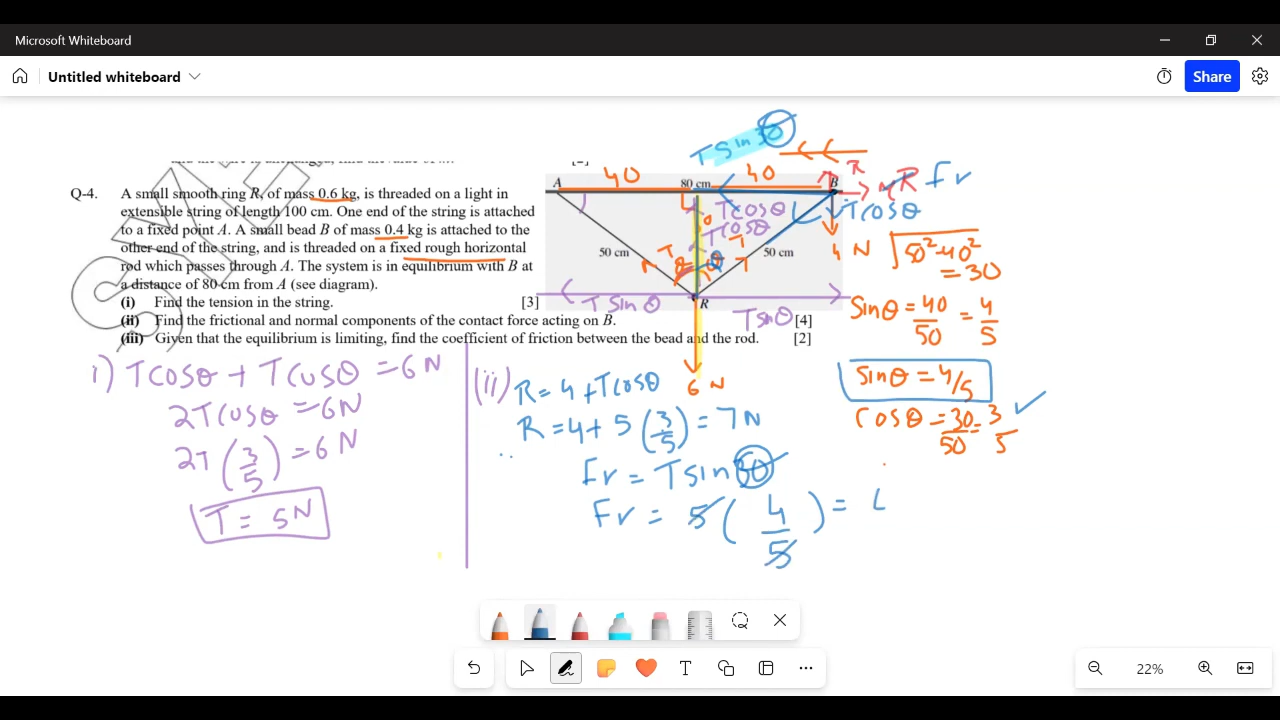 Microsoft Whiteboard
Untitled whiteboard
Share
Q-4. A small smooth ring R, of mass 0.6 kg, is threaded on a light in
extensible string of length 100 cm. One end of the string is attached
to a fixed point A. A small bead B of mass 0.4 kg is attached to the
other end of the string, and is threaded on a fixed rough horizontal
rod which passes through A. The system is in equilibrium with B at
a distance of 80 cm from A (see diagram).
(i) Find the tension in the string. [3]
(ii) Find the frictional and normal components of the contact force acting on B. [4]
(iii) Given that the equilibrium is limiting, find the coefficient of friction between the bead and the rod. [2]
T sin
40
80 cm
40
A
B
R
R Fr
Tcosθ
Tcosθ
Tcosθ
50 cm
50 cm
T
T
T
θ
θ
4 N
R
T sinθ
Tsinθ
6 N
√50²-40²
= 30
Sinθ = 40/50 = 4/5
Sinθ = 4/5
Cosθ = 30/50 = 3/5
i) Tcosθ + Tcosθ = 6N
2Tcosθ = 6N
2T (3/5) = 6N
T = 5N
(ii) R = 4 + Tcosθ
R = 4 + 5 (3/5) = 7N
Fr = Tsin
Fr = 5 (4/5) =
22%